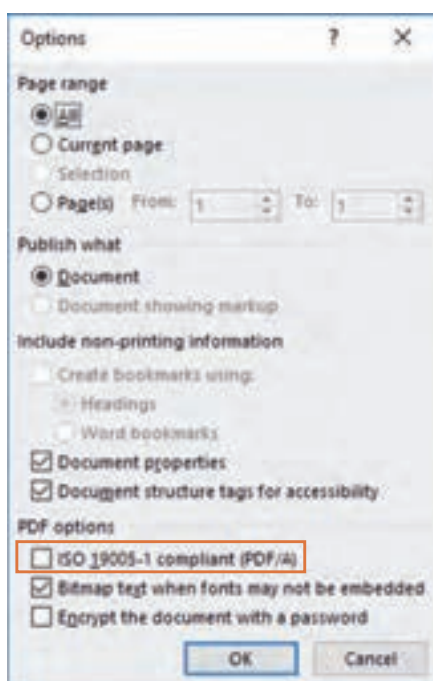 Options ? ×
Page range
All
Current page
Selection
Page(s) From: 1 To: 1
Publish what
Document
Document showing markup
Include non-printing information
Create bookmarks using:
Headings
Word bookmarks
Document properties
Document structure tags for accessibility
PDF options
ISO 19005-1 compliant (PDF/A)
Bitmap text when fonts may not be embedded
Encrypt the document with a password
OK Cancel